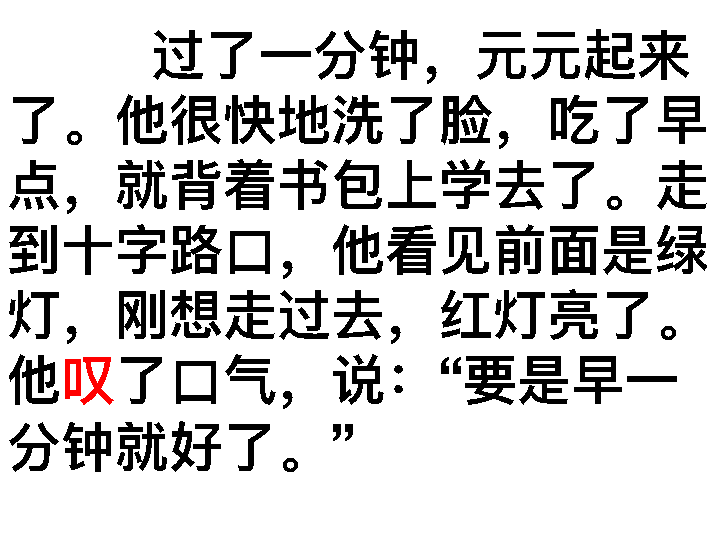 过了一分钟，元元起来
了。他很快地洗了脸，吃了早
点，就背着书包上学去了。走
到十字路口，他看见前面是绿
灯，刚想走过去，红灯亮了。
他叹了口气，说：“要是早一
分钟就好了。”